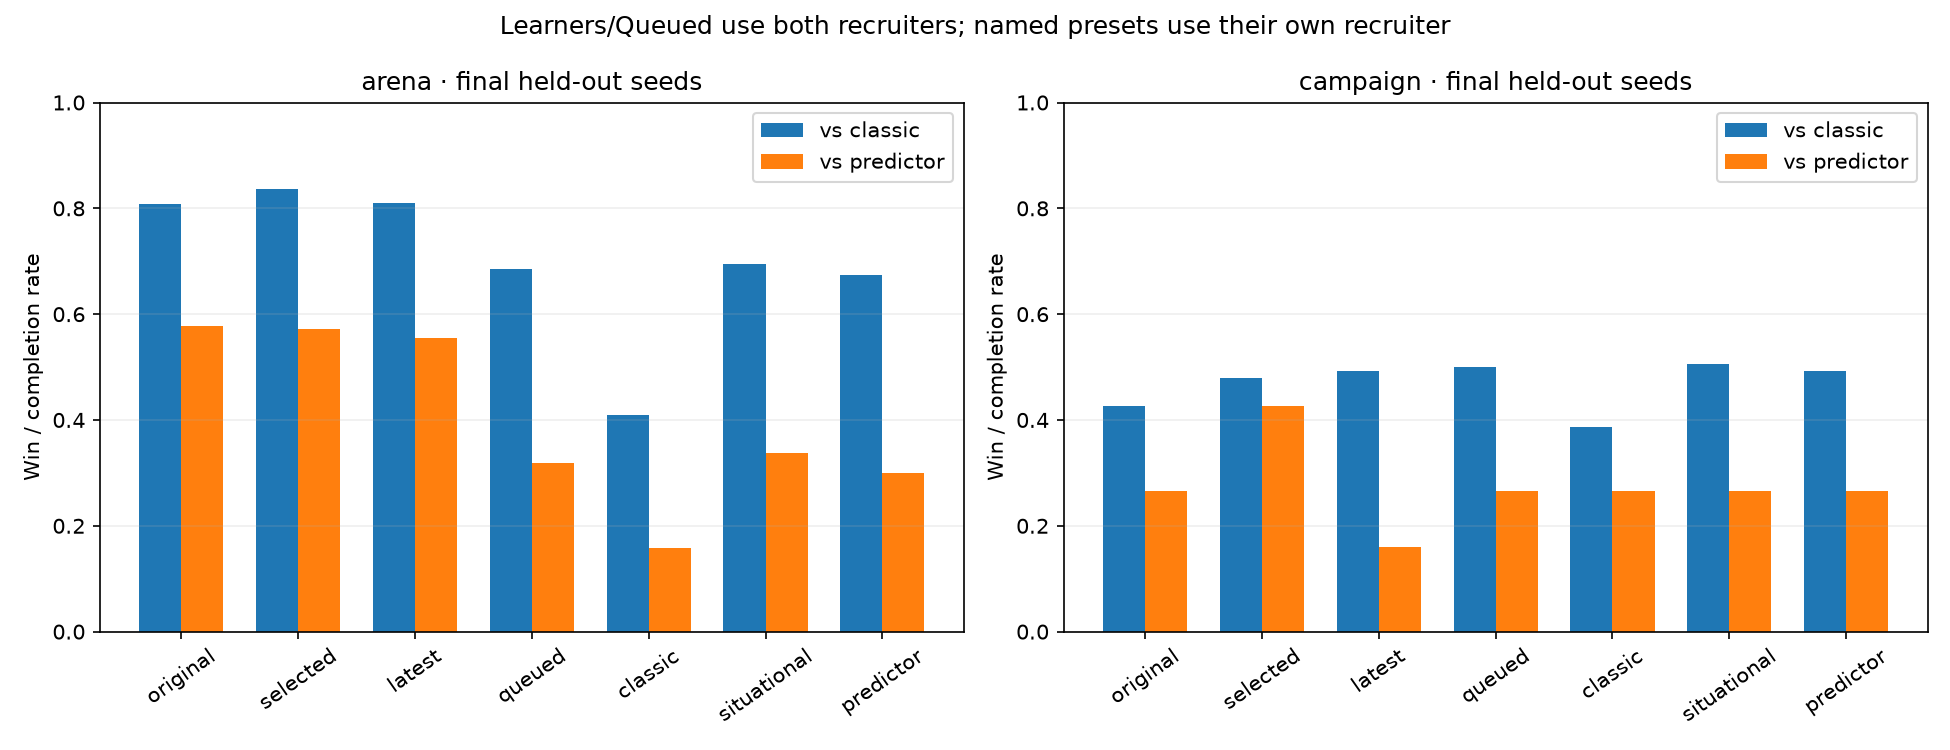 Learners/Queued use both recruiters; named presets use their own recruiter
arena · final held-out seeds
Win / completion rate
1.0
0.8
0.6
0.4
0.2
0.0
vs classic
vs predictor
original
selected
latest
queued
classic
situational
predictor
campaign · final held-out seeds
Win / completion rate
1.0
0.8
0.6
0.4
0.2
0.0
vs classic
vs predictor
original
selected
latest
queued
classic
situational
predictor